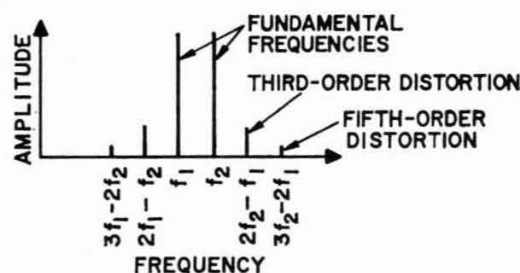 FUNDAMENTAL
FREQUENCIES
THIRD-ORDER DISTORTION
FIFTH-ORDER
DISTORTION
AMPLITUDE
3f₁-2f₂
2f₁-f₂
f₁
f₂
2f₂-f₁
3f₂-2f₁
FREQUENCY